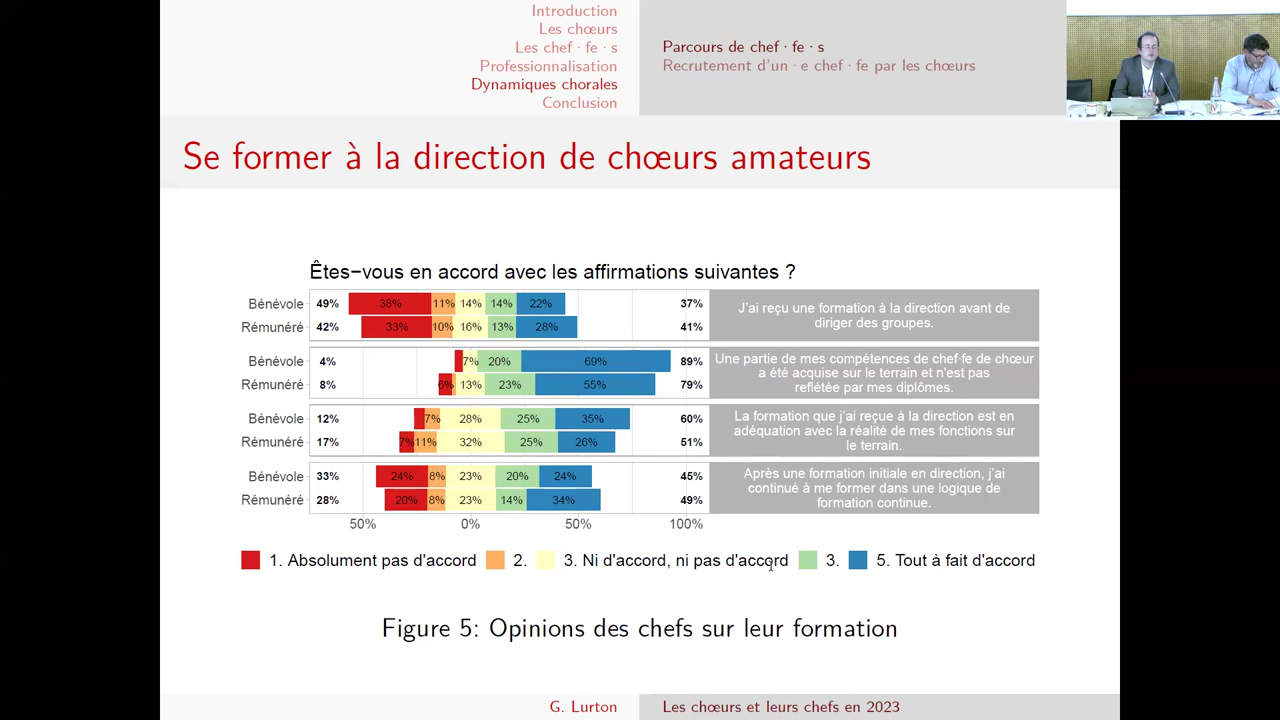 Introduction
Les chœurs
Les chef · fe · s
Professionnalisation
Dynamiques chorales
Conclusion
Parcours de chef · fe · s
Recrutement d'un · e chef · fe par les chœurs
Se former à la direction de chœurs amateurs
Êtes−vous en accord avec les affirmations suivantes ?
Bénévole 49% 38% 11% 14% 14% 22% 37%
Rémunéré 42% 33% 10% 16% 13% 28% 41%
J'ai reçu une formation à la direction avant de
diriger des groupes.
Bénévole 4% 7% 20% 69% 89%
Rémunéré 8% 6% 13% 23% 55% 79%
Une partie de mes compétences de chef·fe de chœur
a été acquise sur le terrain et n'est pas
reflétée par mes diplômes.
Bénévole 12% 7% 28% 25% 35% 60%
Rémunéré 17% 7% 11% 32% 25% 26% 51%
La formation que j'ai reçue à la direction est en
adéquation avec la réalité de mes fonctions sur
le terrain.
Bénévole 33% 24% 8% 23% 20% 24% 45%
Rémunéré 28% 20% 8% 23% 14% 34% 49%
Après une formation initiale en direction, j'ai
continué à me former dans une logique de
formation continue.
50% 0% 50% 100%
1. Absolument pas d'accord 2. 3. Ni d'accord, ni pas d'accord 3. 5. Tout à fait d'accord
Figure 5: Opinions des chefs sur leur formation
G. Lurton
Les chœurs et leurs chefs en 2023